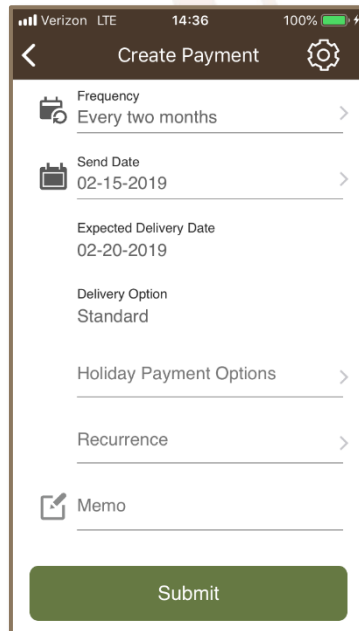 Verizon LTE 14:36 100%
Create Payment
Frequency
Every two months
Send Date
02-15-2019
Expected Delivery Date
02-20-2019
Delivery Option
Standard
Holiday Payment Options
Recurrence
Memo
Submit